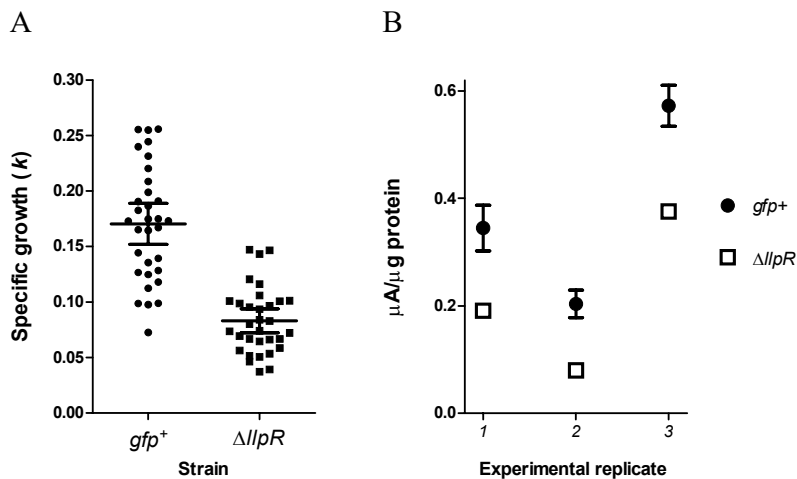 A
Specific growth (k)
0.30
0.25
0.20
0.15
0.10
0.05
0.00
gfp⁺
ΔllpR
Strain
B
μA/μg protein
0.6
0.4
0.2
0.0
1
2
3
Experimental replicate
gfp+
ΔllpR